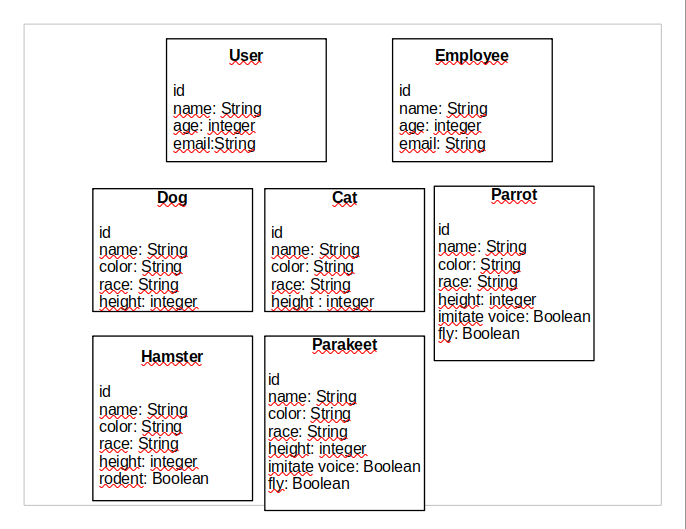 User
id
name: String
age: integer
email:String
Employee
id
name: String
age: integer
email: String
Dog
id
name: String
color: String
race: String
height: integer
Cat
id
name: String
color: String
race: String
height : integer
Parrot
id
name: String
color: String
race: String
height: integer
imitate voice: Boolean
fly: Boolean
Hamster
id
name: String
color: String
race: String
height: integer
rodent: Boolean
Parakeet
id
name: String
color: String
race: String
height: integer
imitate voice: Boolean
fly: Boolean